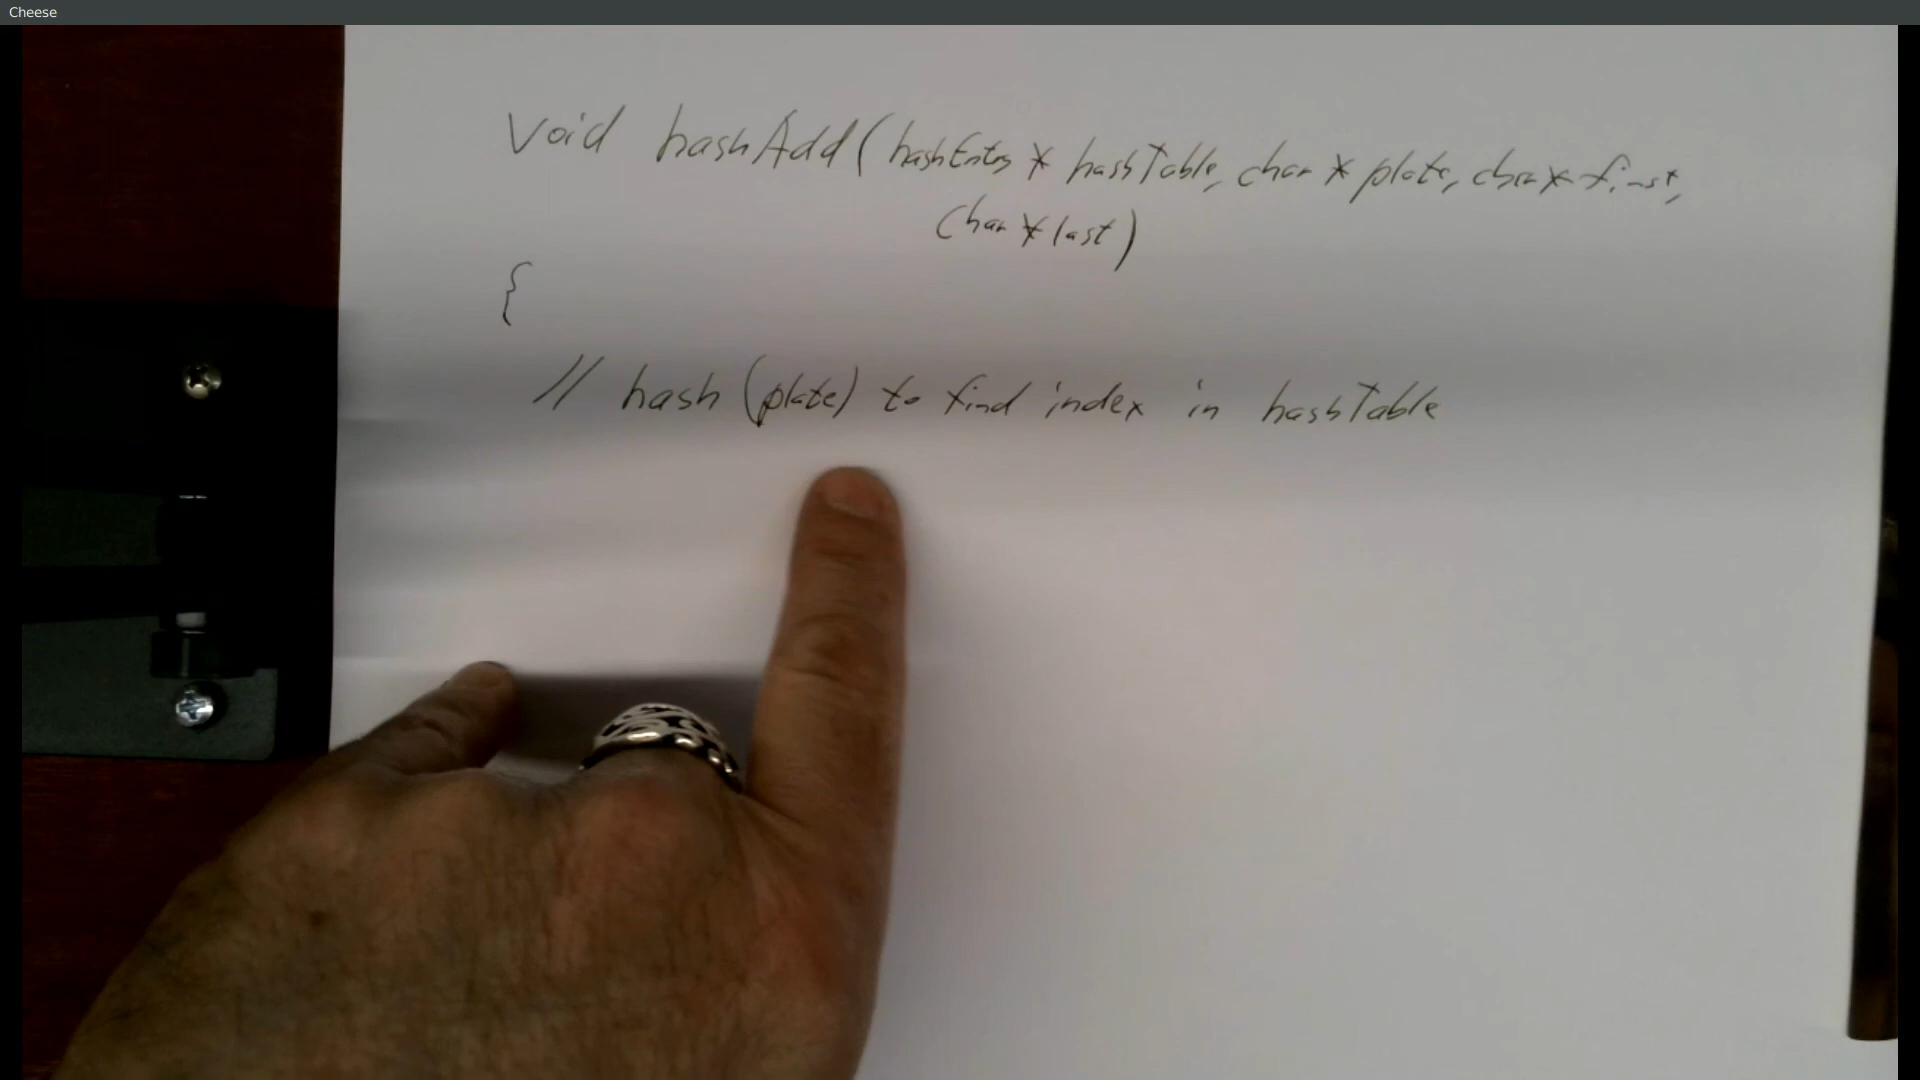 Cheese
void hashAdd(hashEntry * hashTable, char * plate, char * first,
char * last)
{
// hash (plate) to find index in hashTable